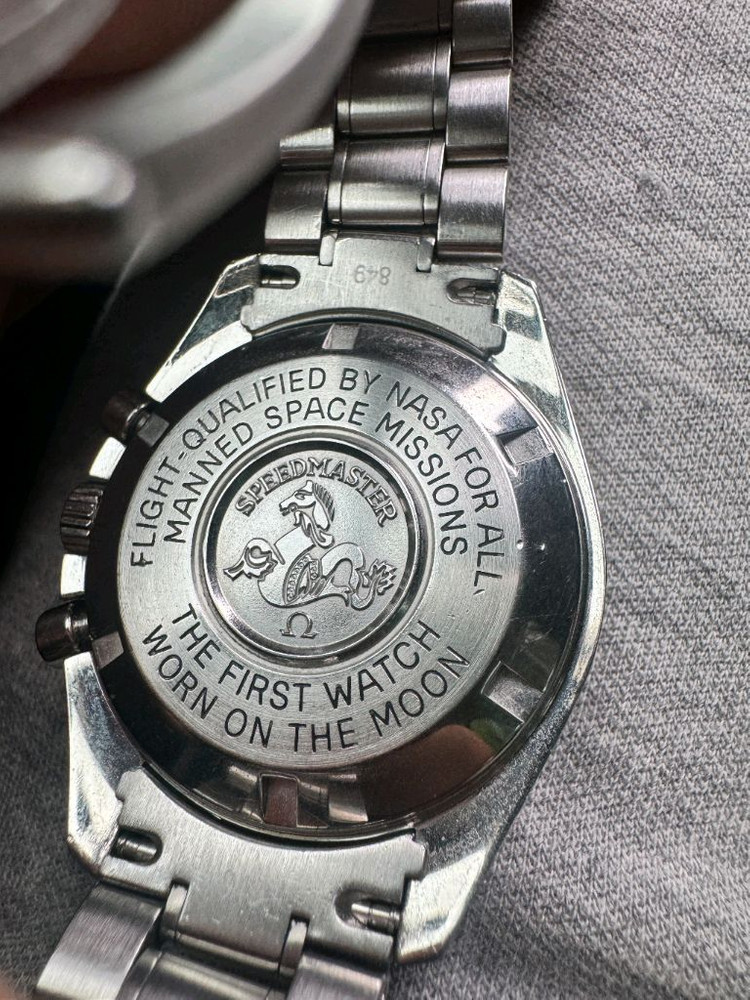 849
FLIGHT-QUALIFIED BY NASA FOR ALL
MANNED SPACE MISSIONS
SPEEDMASTER
Ω
THE FIRST WATCH
WORN ON THE MOON